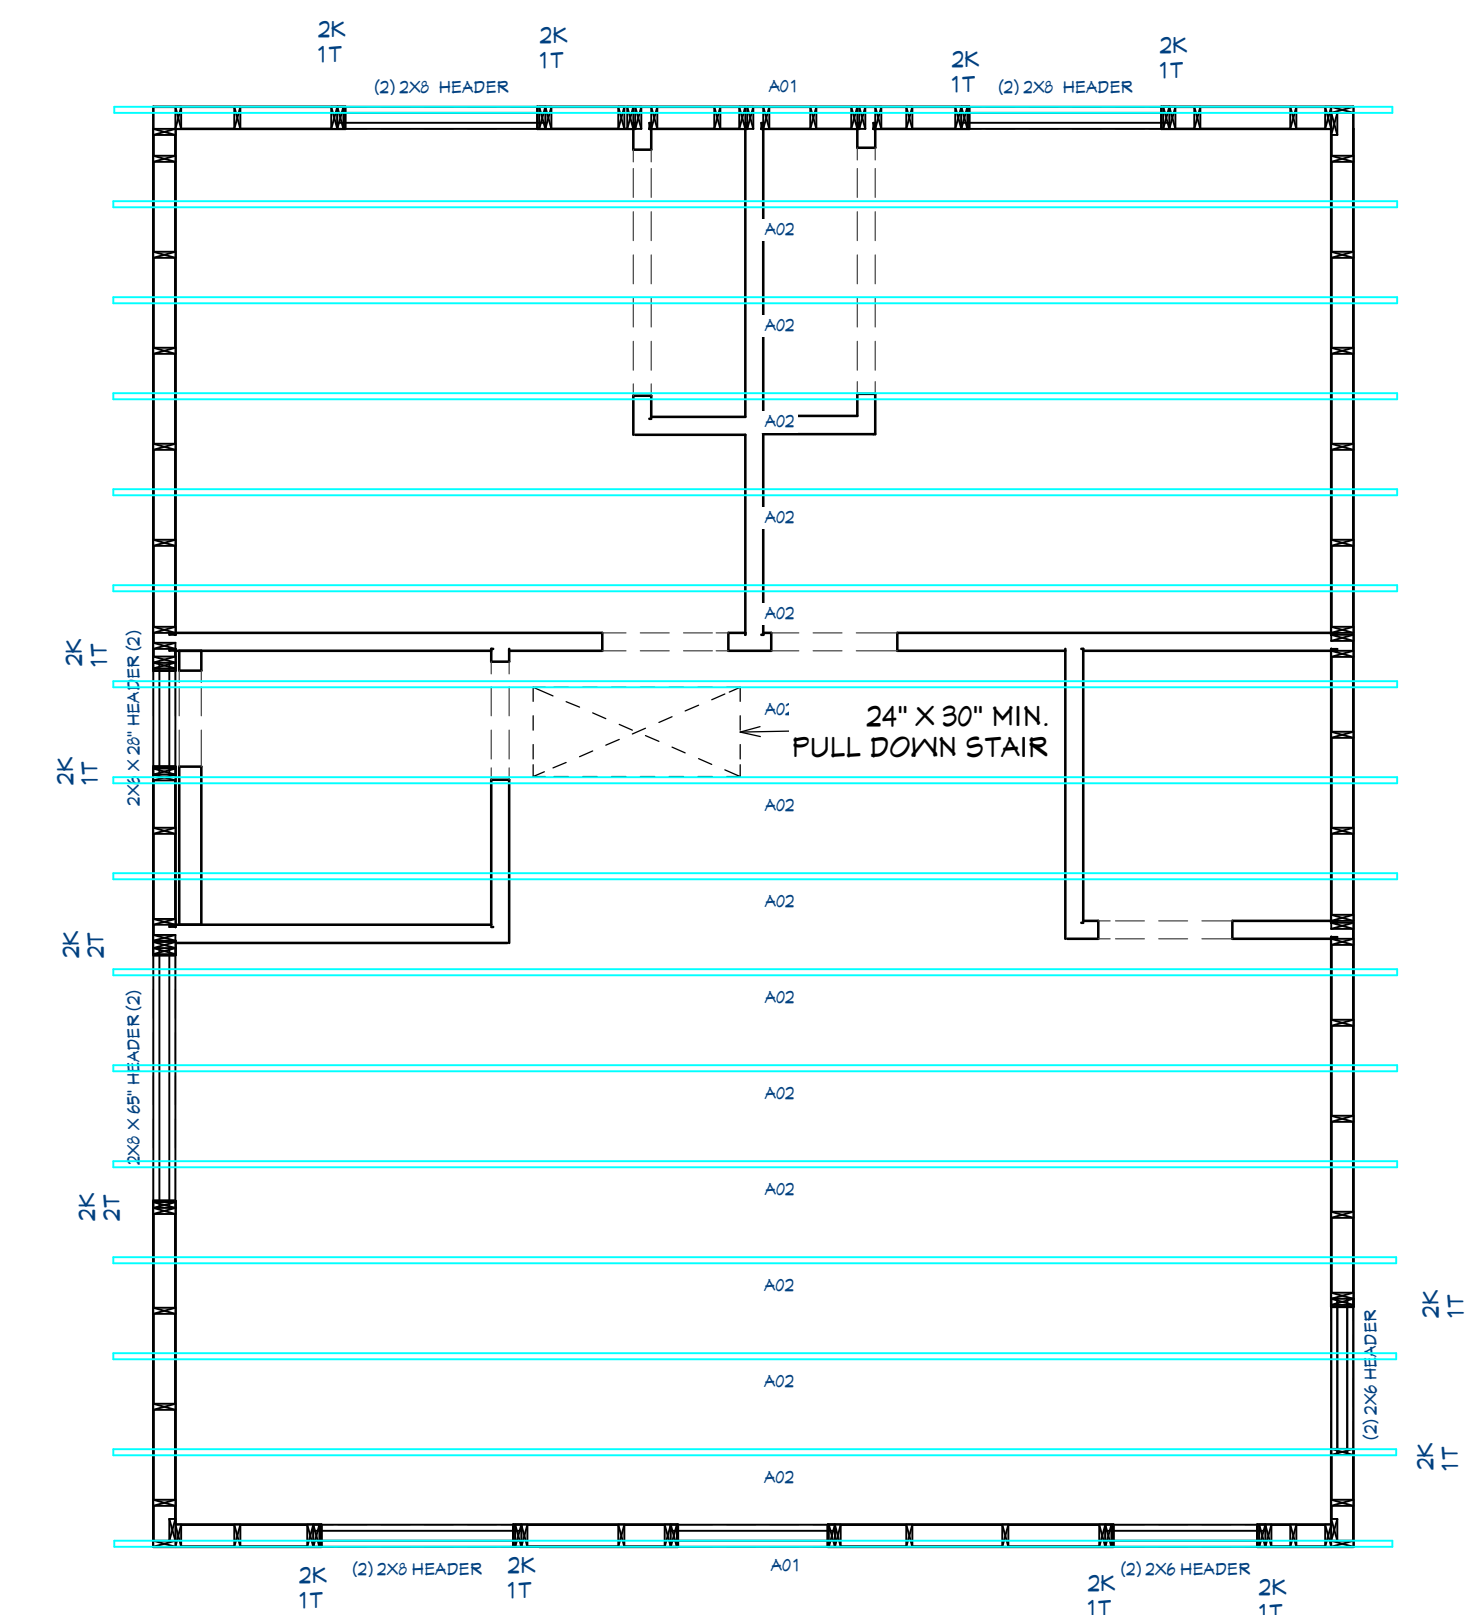 2K
1T
2K
1T
2K
1T
2K
1T
(2) 2X8 HEADER
A01
(2) 2X8 HEADER
A02
A02
A02
A02
A02
2K
1T
2X6 X 28" HEADER (2)
A02
24" X 30" MIN.
PULL DOWN STAIR
2K
1T
A02
A02
2K
2T
A02
2X8 X 65" HEADER (2)
A02
A02
2K
2T
A02
2K
1T
(2) 2X6 HEADER
A02
2K
1T
A02
(2) 2X8 HEADER
A01
(2) 2X6 HEADER
2K
1T
2K
1T
2K
1T
2K
1T